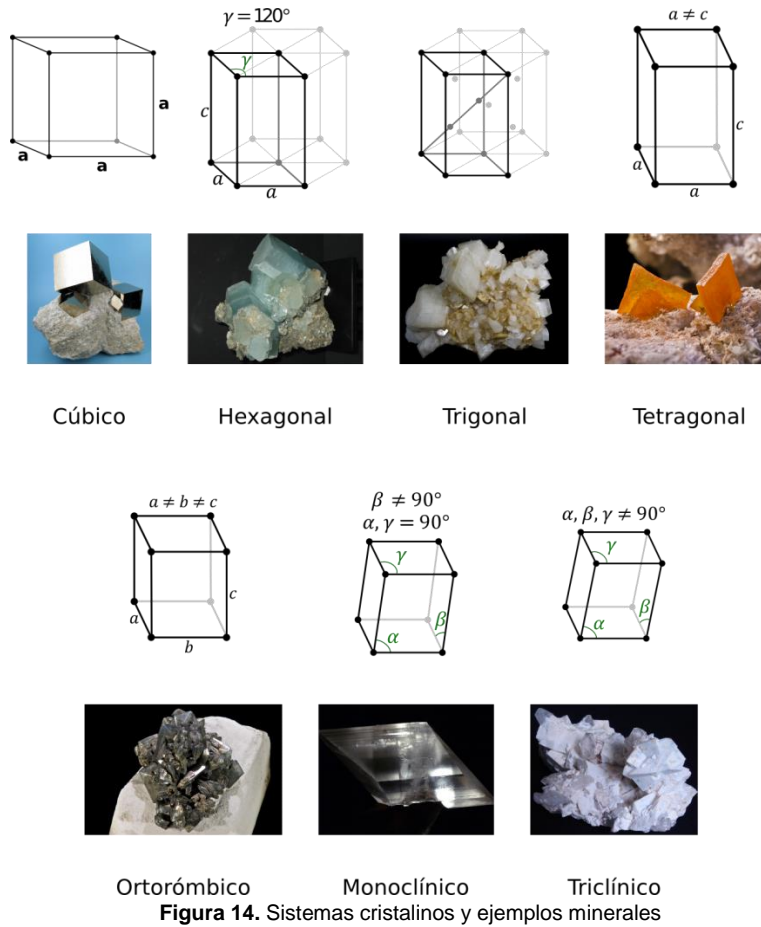 γ = 120°
a ≠ c
γ
a
c
c
a
a
a
a
a
a
Cúbico
Hexagonal
Trigonal
Tetragonal
a ≠ b ≠ c
β ≠ 90°
α, γ = 90°
α, β, γ ≠ 90°
γ
γ
c
a
β
β
α
α
b
Ortorómbico
Monoclínico
Triclínico
Figura 14. Sistemas cristalinos y ejemplos minerales